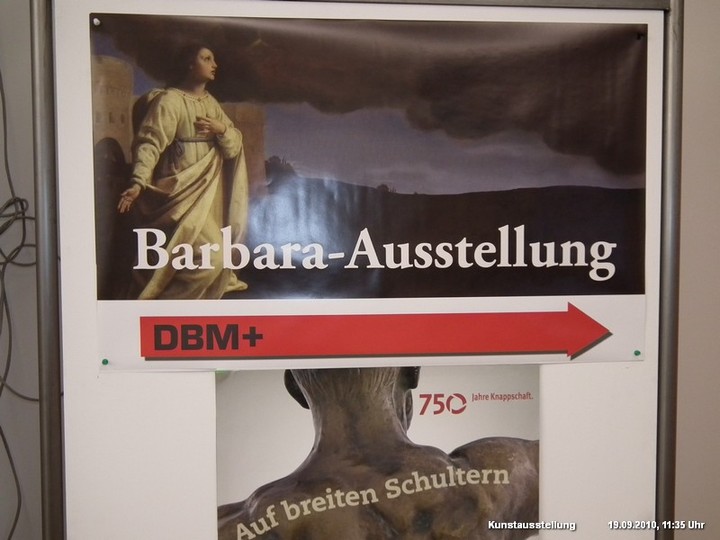 Barbara-Ausstellung
DBM+
750 Jahre Knappschaft.
Auf breiten Schultern
Kunstausstellung 19.09.2010, 11:35 Uhr